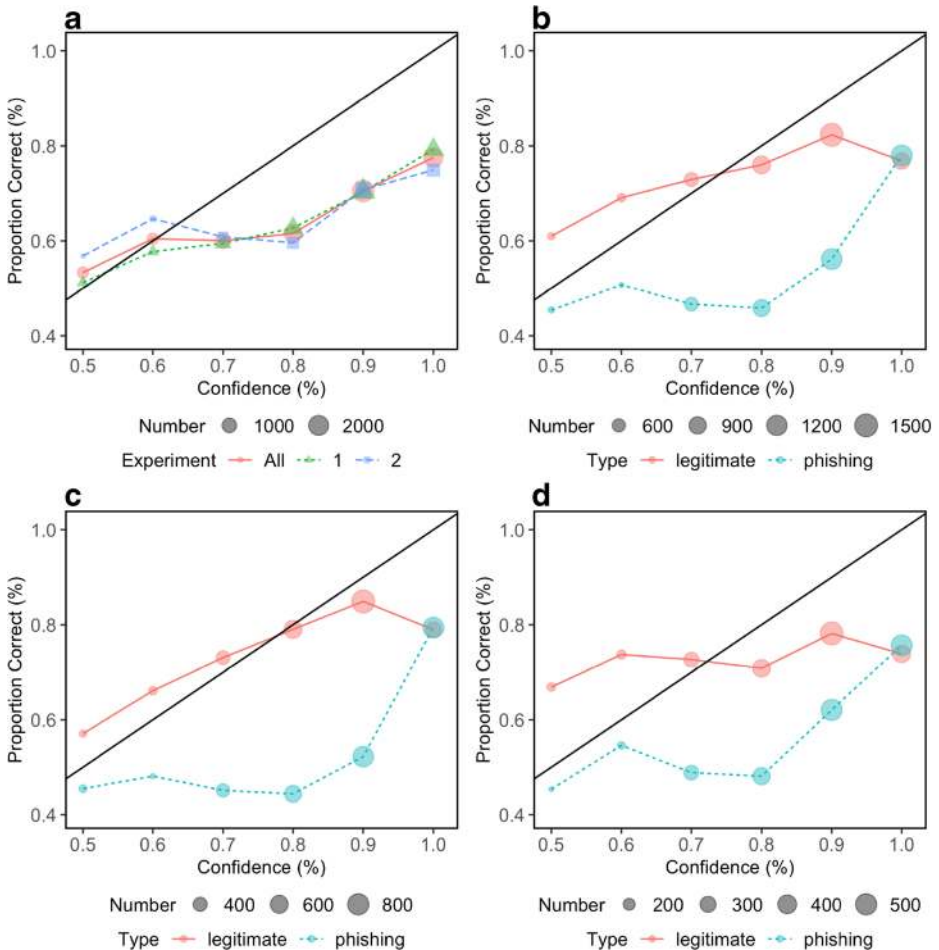 a
1.0
0.8
0.6
0.4
Proportion Correct (%)
0.5 0.6 0.7 0.8 0.9 1.0
Confidence (%)
Number 1000 2000
Experiment All 1 2
b
1.0
0.8
0.6
0.4
Proportion Correct (%)
0.5 0.6 0.7 0.8 0.9 1.0
Confidence (%)
Number 600 900 1200 1500
Type legitimate phishing
c
1.0
0.8
0.6
0.4
Proportion Correct (%)
0.5 0.6 0.7 0.8 0.9 1.0
Confidence (%)
Number 400 600 800
Type legitimate phishing
d
1.0
0.8
0.6
0.4
Proportion Correct (%)
0.5 0.6 0.7 0.8 0.9 1.0
Confidence (%)
Number 200 300 400 500
Type legitimate phishing